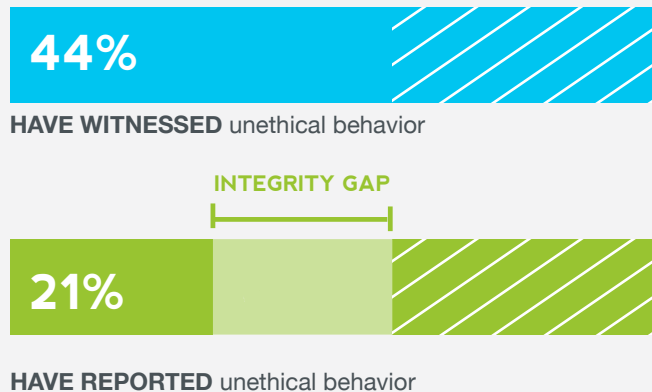 44%
HAVE WITNESSED unethical behavior
INTEGRITY GAP
21%
HAVE REPORTED unethical behavior